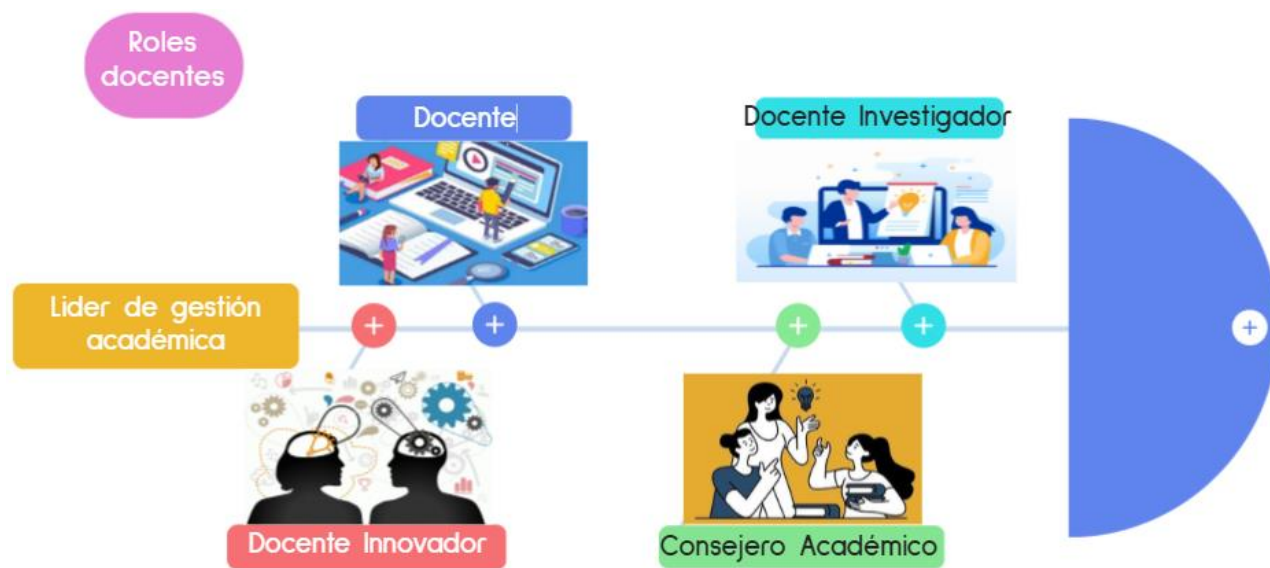 Roles
docentes
Docente
Docente Investigador
Lider de gestión
académica
Docente Innovador
Consejero Académico